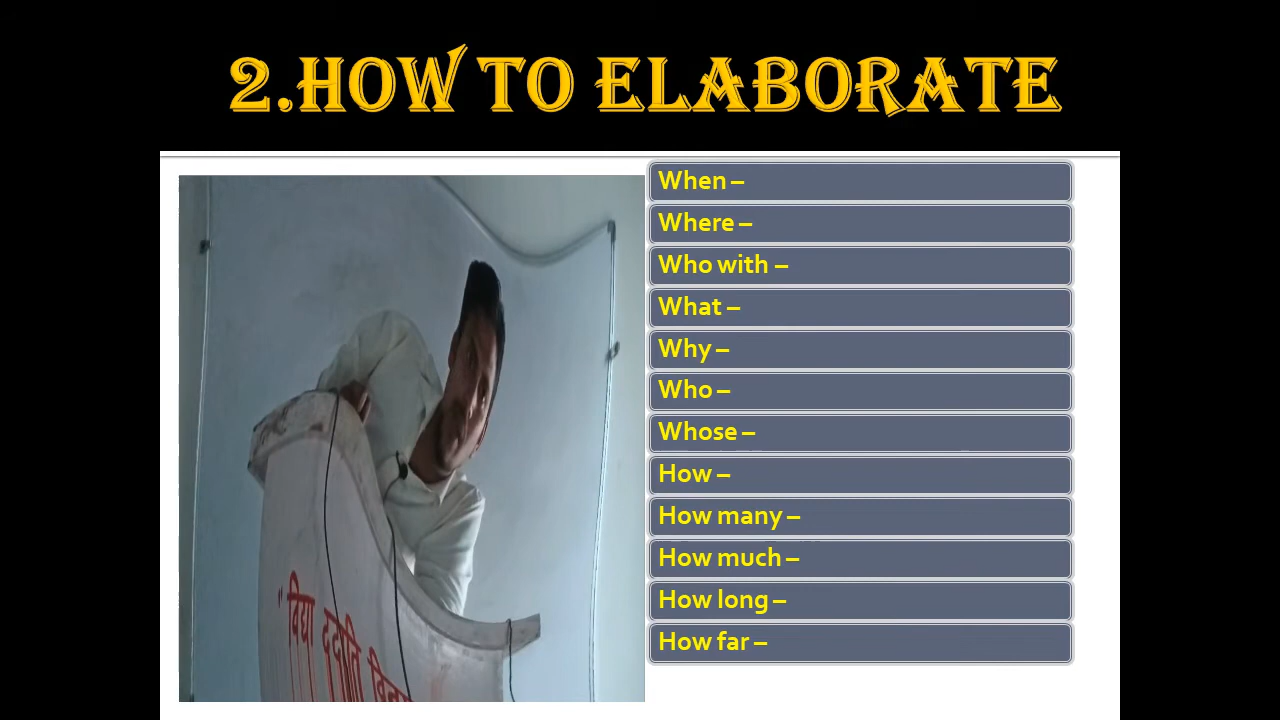 2.HOW TO ELABORATE
When –
Where –
Who with –
What –
Why –
Who –
Whose –
How –
How many –
How much –
How long –
How far –
" विद्या ददाति